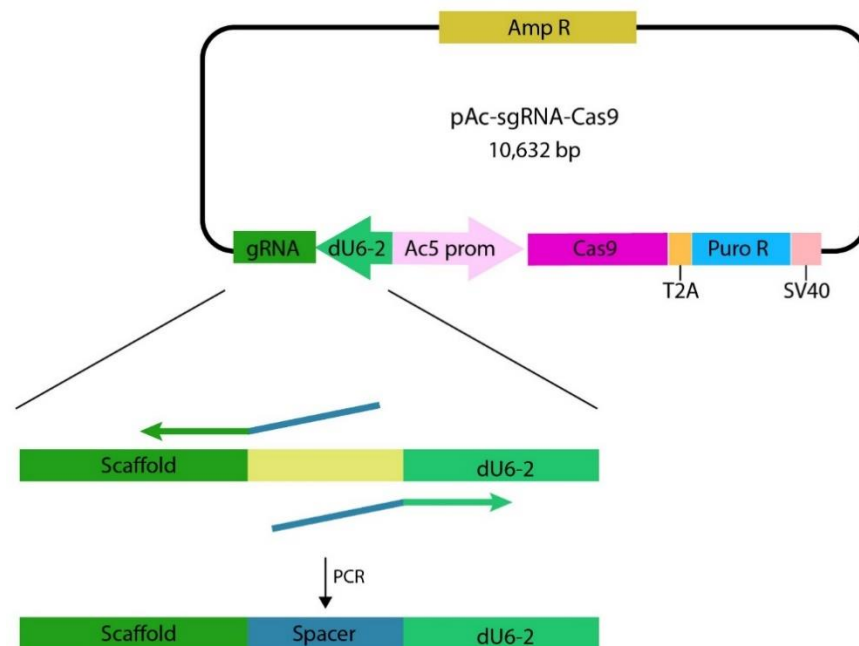 Amp R
pAc-sgRNA-Cas9
10,632 bp
gRNA dU6-2 Ac5 prom Cas9 Puro R
T2A SV40
Scaffold dU6-2
PCR
Scaffold Spacer dU6-2